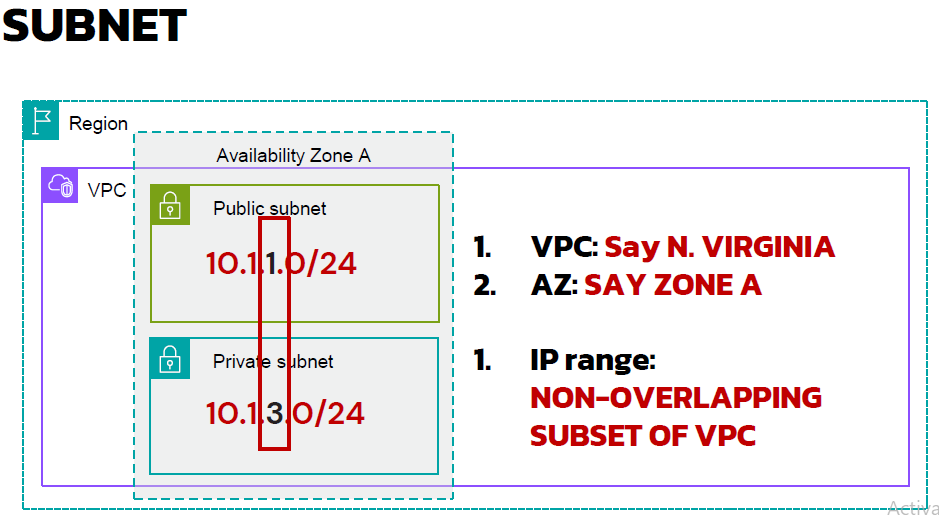 SUBNET
Region
Availability Zone A
VPC
Public subnet
10.1.1.0/24
Private subnet
10.1.3.0/24
1. VPC: Say N. VIRGINIA
2. AZ: SAY ZONE A
1. IP range:
NON-OVERLAPPING
SUBSET OF VPC
Activa